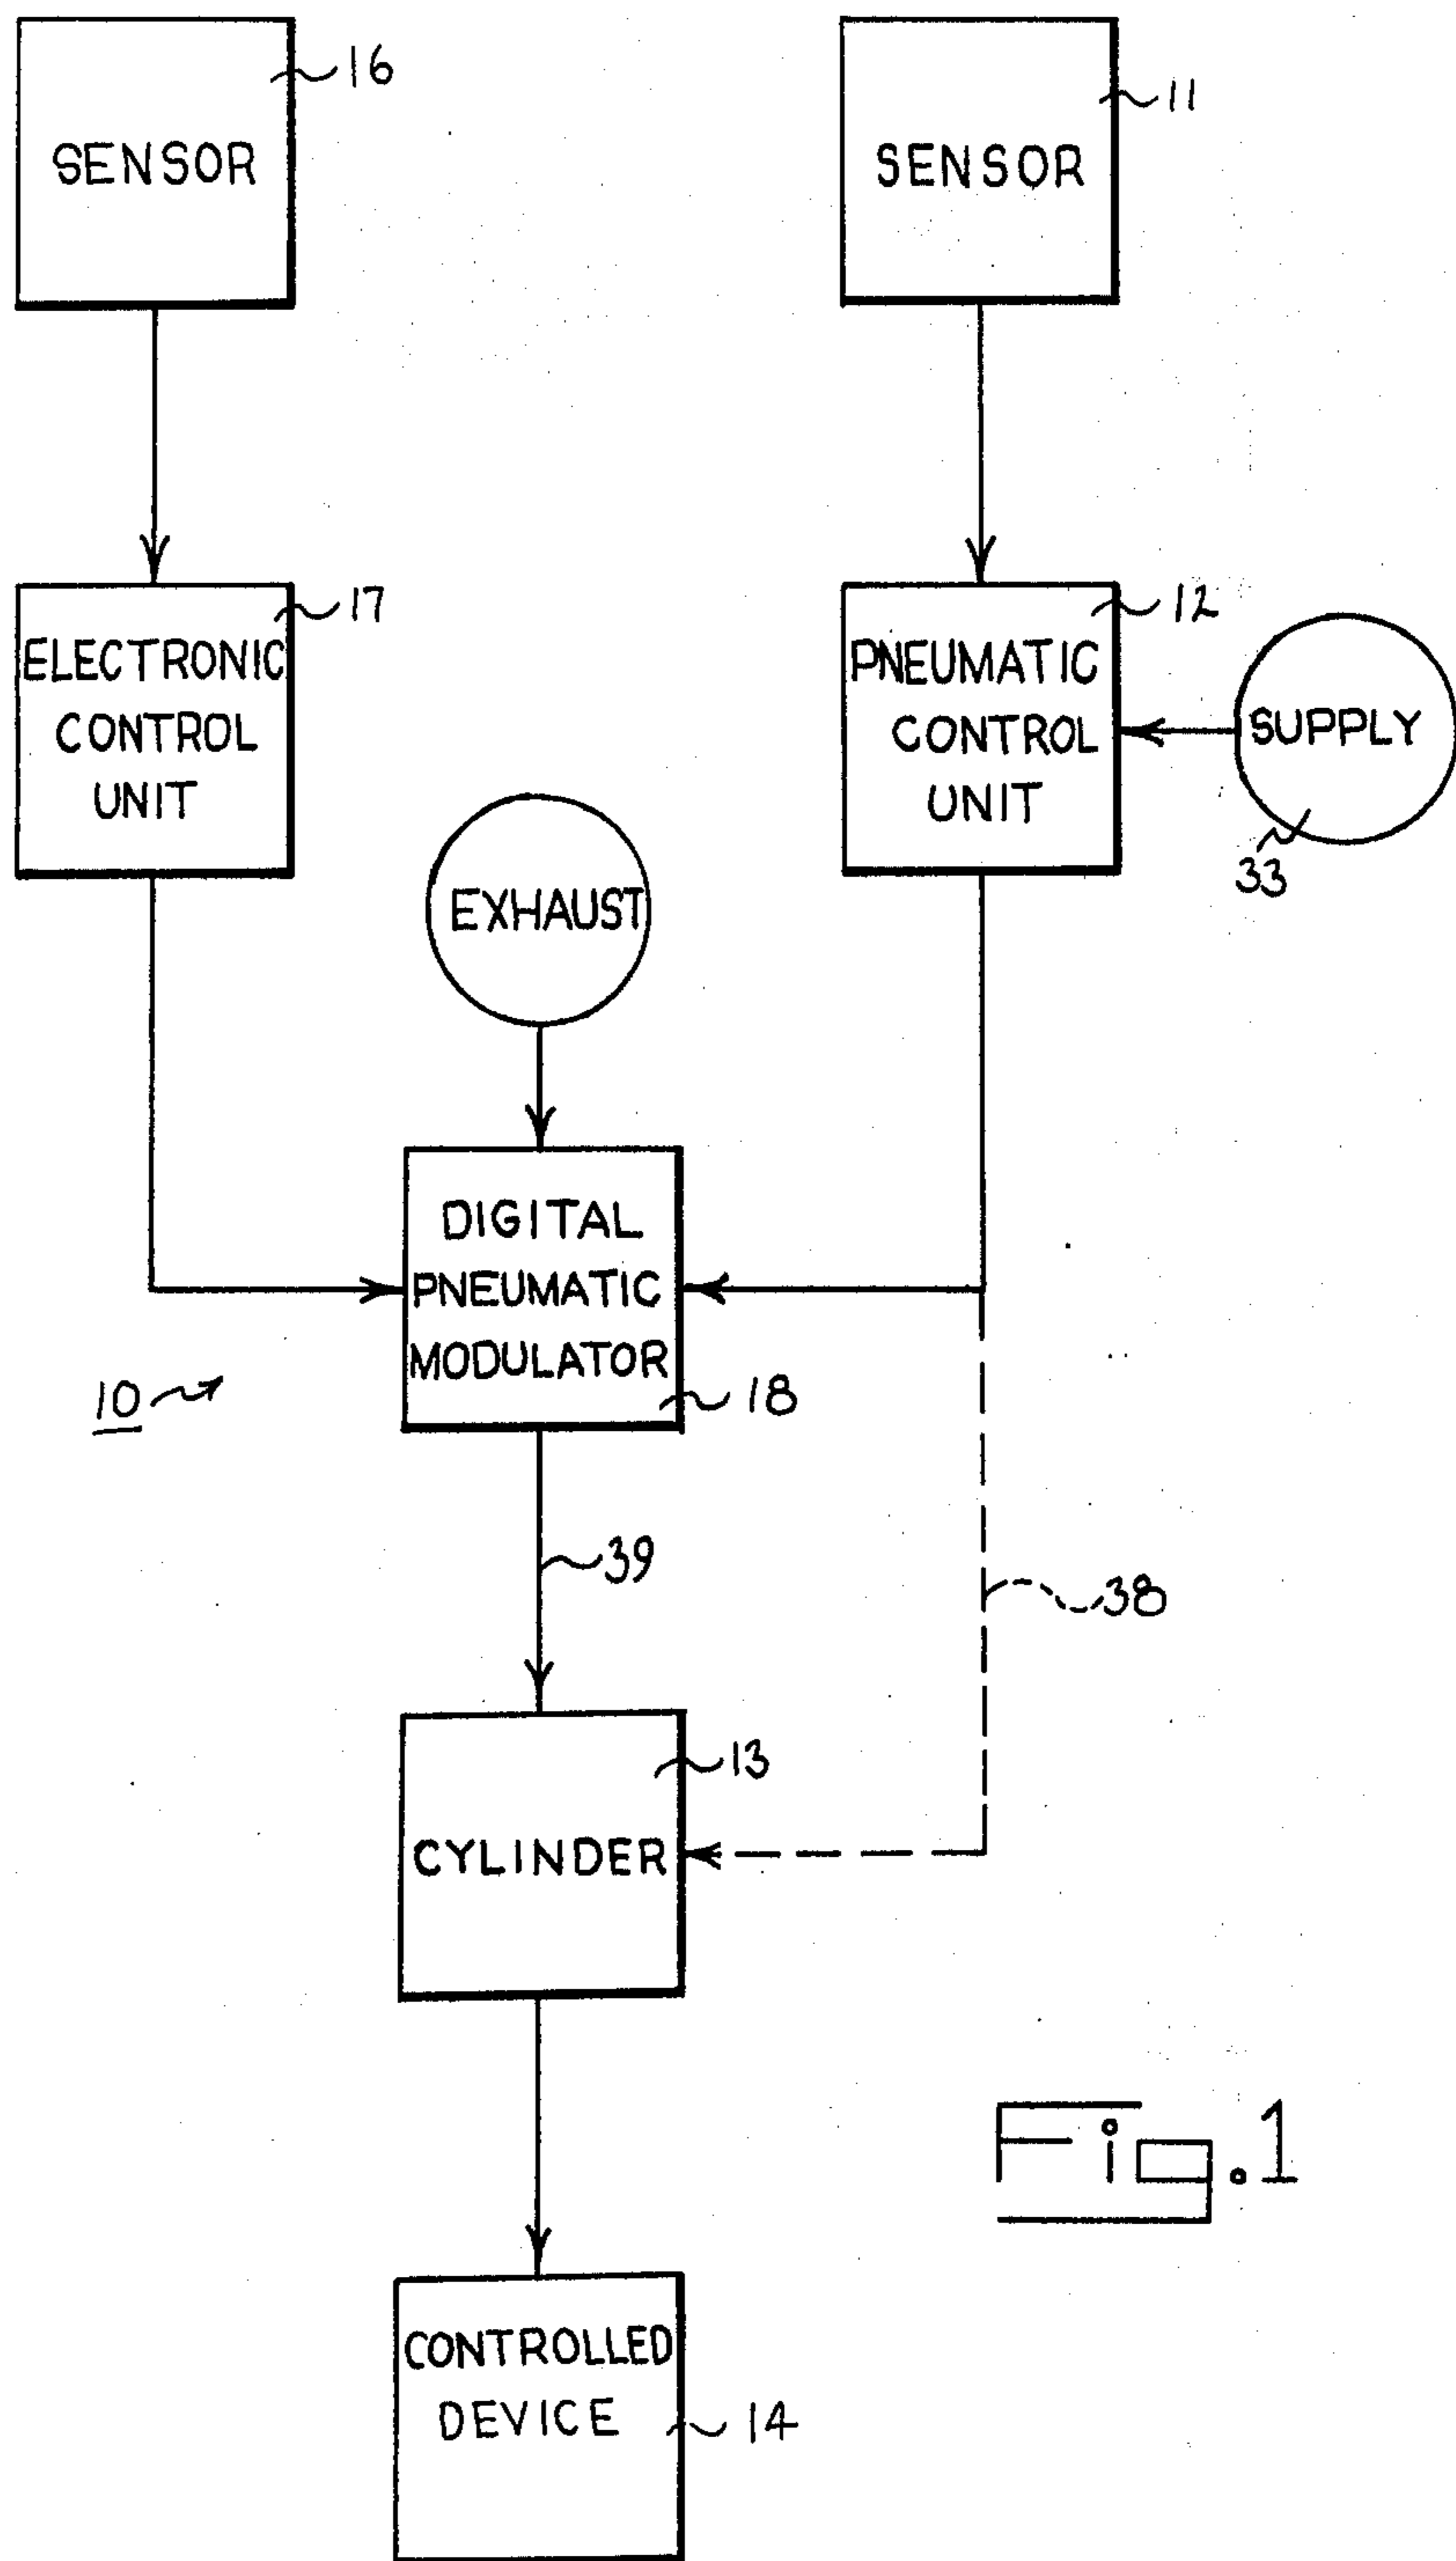 16
SENSOR
11
SENSOR
17
ELECTRONIC
CONTROL
UNIT
12
PNEUMATIC
CONTROL
UNIT
SUPPLY
33
EXHAUST
DIGITAL
PNEUMATIC
MODULATOR
18
10
39
38
13
CYLINDER
Fig.1
CONTROLLED
DEVICE
14